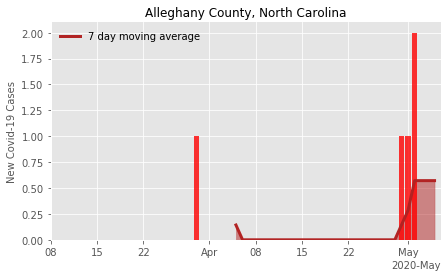 Alleghany County, North Carolina
7 day moving average
New Covid-19 Cases
2.00
1.75
1.50
1.25
1.00
0.75
0.50
0.25
0.00
08 15 22 Apr 08 15 22 May
2020-May